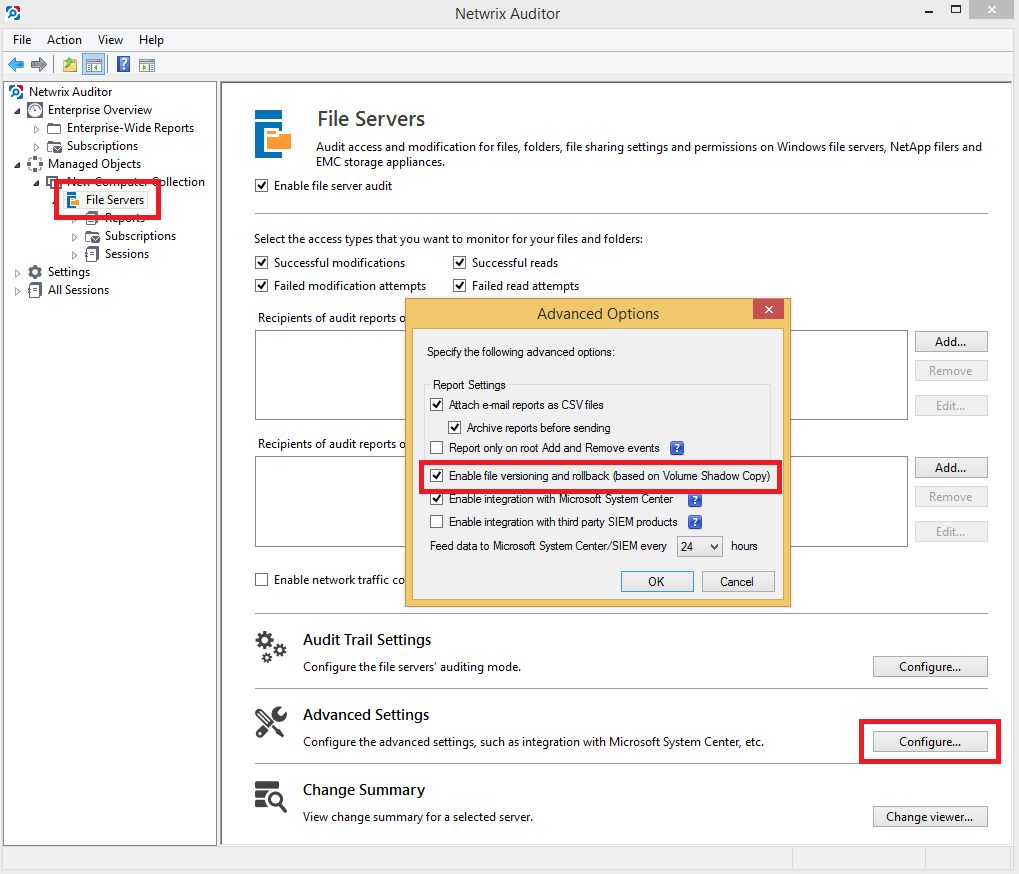 Netwrix Auditor
File Action View Help
Netwrix Auditor
Enterprise Overview
Enterprise-Wide Reports
Subscriptions
Managed Objects
New Computer Collection
File Servers
Reports
Subscriptions
Sessions
Settings
All Sessions
File Servers
Audit access and modification for files, folders, file sharing settings and permissions on Windows file servers, NetApp filers and
EMC storage appliances.
Enable file server audit
Select the access types that you want to monitor for your files and folders:
Successful modifications Successful reads
Failed modification attempts Failed read attempts
Recipients of audit reports o
Add...
Remove
Edit...
Recipients of audit reports o
Add...
Remove
Edit...
Enable network traffic co
Advanced Options
Specify the following advanced options:
Report Settings
Attach e-mail reports as CSV files
Archive reports before sending
Report only on root Add and Remove events ?
Enable file versioning and rollback (based on Volume Shadow Copy)
Enable integration with Microsoft System Center ?
Enable integration with third party SIEM products ?
Feed data to Microsoft System Center/SIEM every 24 hours
OK Cancel
Audit Trail Settings
Configure the file servers' auditing mode.
Configure...
Advanced Settings
Configure the advanced settings, such as integration with Microsoft System Center, etc.
Configure...
Change Summary
View change summary for a selected server.
Change viewer...